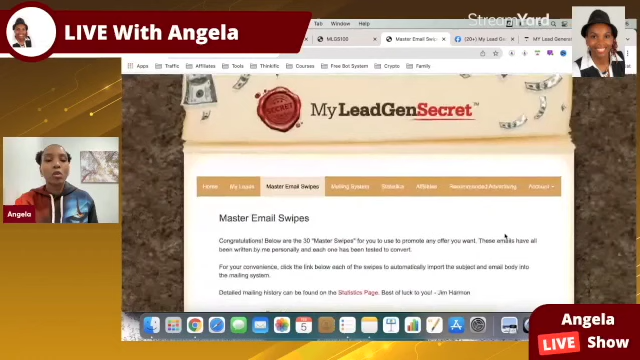 LIVE With Angela
StreamYard
Tab Window Help
MLGS100
Master Email Swipes
(20+) My Lead Ge
MY Lead Genera
Apps Traffic Affiliates Tools Thinkific Courses Free Bot System Crypto Family
SECRET
MyLEADGENSecret™
Home My Leads Master Email Swipes Mailing System Statistics Affiliates Recommended Advertising
Master Email Swipes
Congratulations! Below are the 30 "Master Swipes" for you to use to promote any offer you want. These emails have all
been written by me personally and each one has been tested to convert.
For your convenience, click the link below each of the swipes to automatically import the subject and email body into
the mailing system.
Detailed mailing history can be found on the Statistics Page. Best of luck to you! - Jim Harmon
Angela
5
Angela
LIVE Show